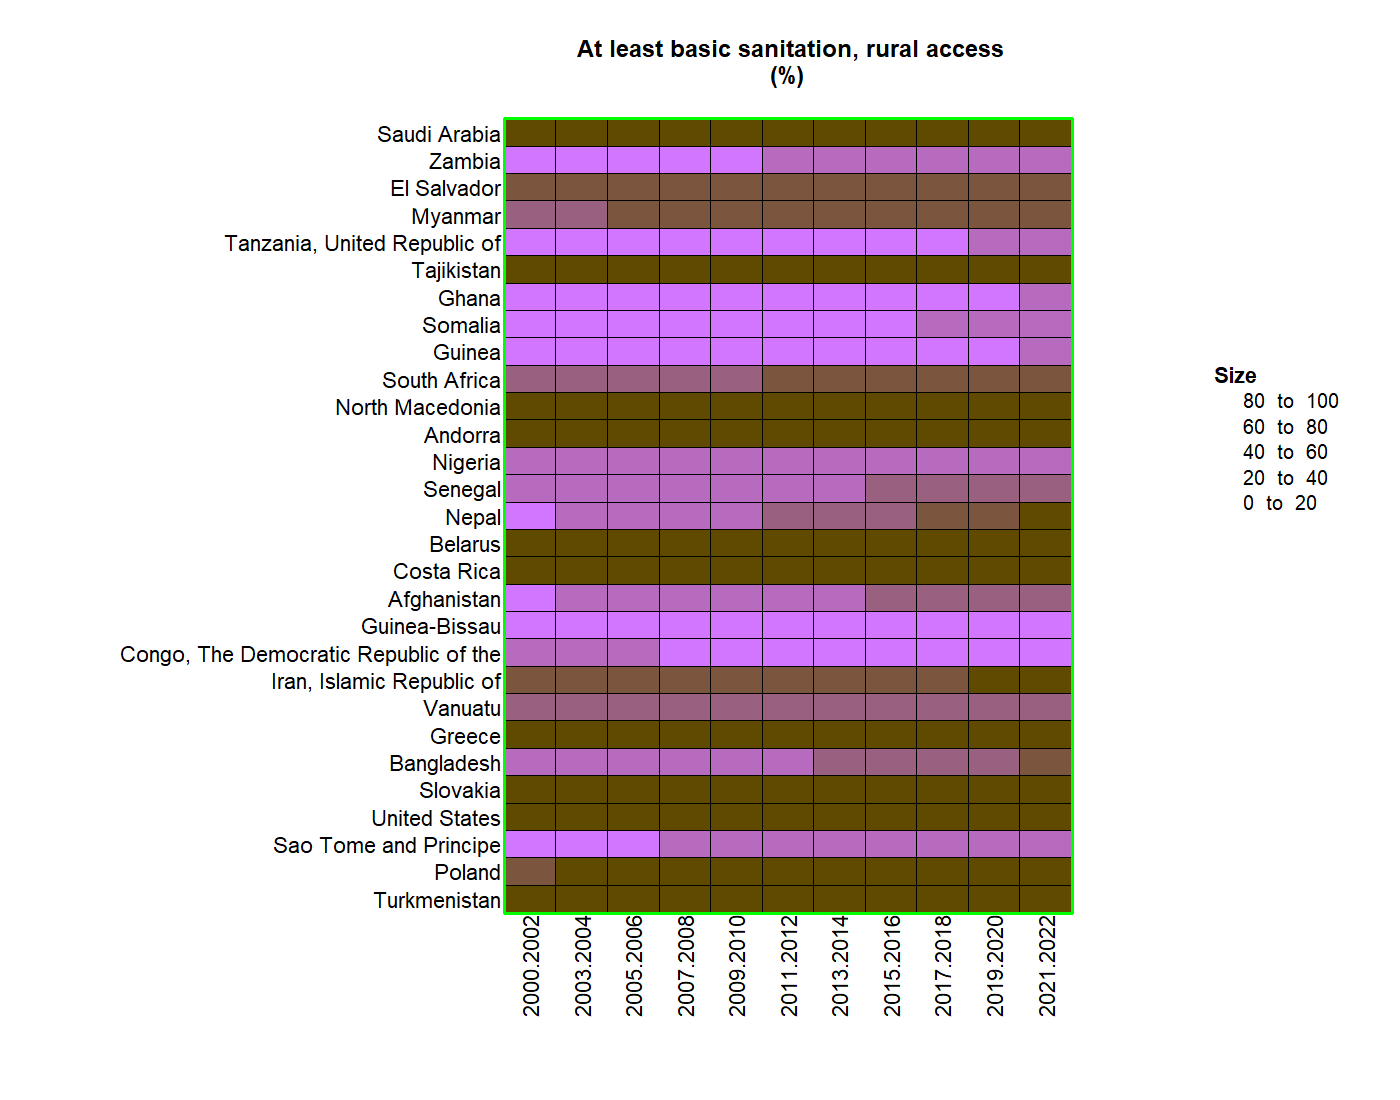 At least basic sanitation, rural access
(%)
Saudi Arabia
Zambia
El Salvador
Myanmar
Tanzania, United Republic of
Tajikistan
Ghana
Somalia
Guinea
South Africa
North Macedonia
Andorra
Nigeria
Senegal
Nepal
Belarus
Costa Rica
Afghanistan
Guinea-Bissau
Congo, The Democratic Republic of the
Iran, Islamic Republic of
Vanuatu
Greece
Bangladesh
Slovakia
United States
Sao Tome and Principe
Poland
Turkmenistan
2000.2002
2003.2004
2005.2006
2007.2008
2009.2010
2011.2012
2013.2014
2015.2016
2017.2018
2019.2020
2021.2022
Size
80 to 100
60 to 80
40 to 60
20 to 40
0 to 20